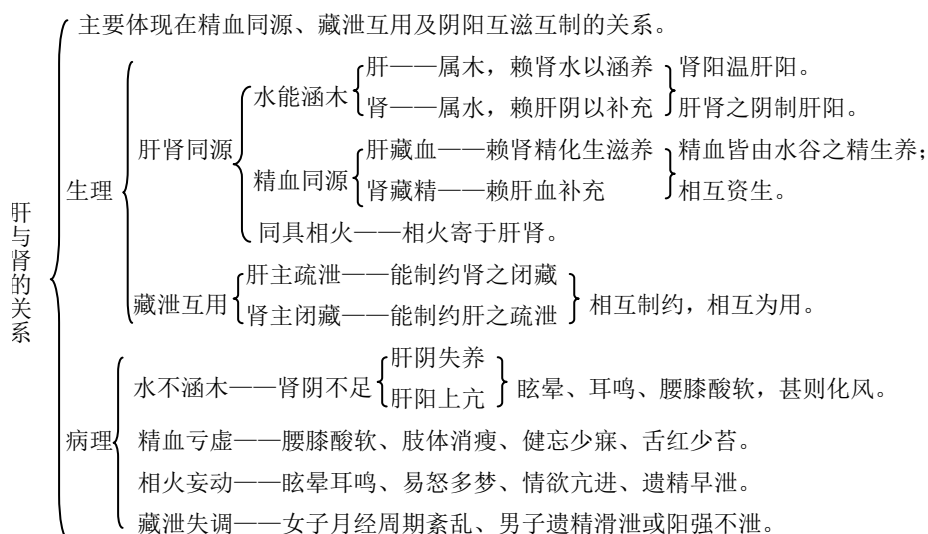 肝与肾的关系
主要体现在精血同源、藏泄互用及阴阳互滋互制的关系。
生理
肝肾同源
水能涵木
肝——属木，赖肾水以涵养
肾——属水，赖肝阴以补充
肾阳温肝阳。
肝肾之阴制肝阳。
精血同源
肝藏血——赖肾精化生滋养
肾藏精——赖肝血补充
精血皆由水谷之精生养；
相互资生。
同具相火——相火寄于肝肾。
藏泄互用
肝主疏泄——能制约肾之闭藏
肾主闭藏——能制约肝之疏泄
相互制约，相互为用。
病理
水不涵木——肾阴不足
肝阴失养
肝阳上亢
眩晕、耳鸣、腰膝酸软，甚则化风。
精血亏虚——腰膝酸软、肢体消瘦、健忘少寐、舌红少苔。
相火妄动——眩晕耳鸣、易怒多梦、情欲亢进、遗精早泄。
藏泄失调——女子月经周期紊乱、男子遗精滑泄或阳强不泄。